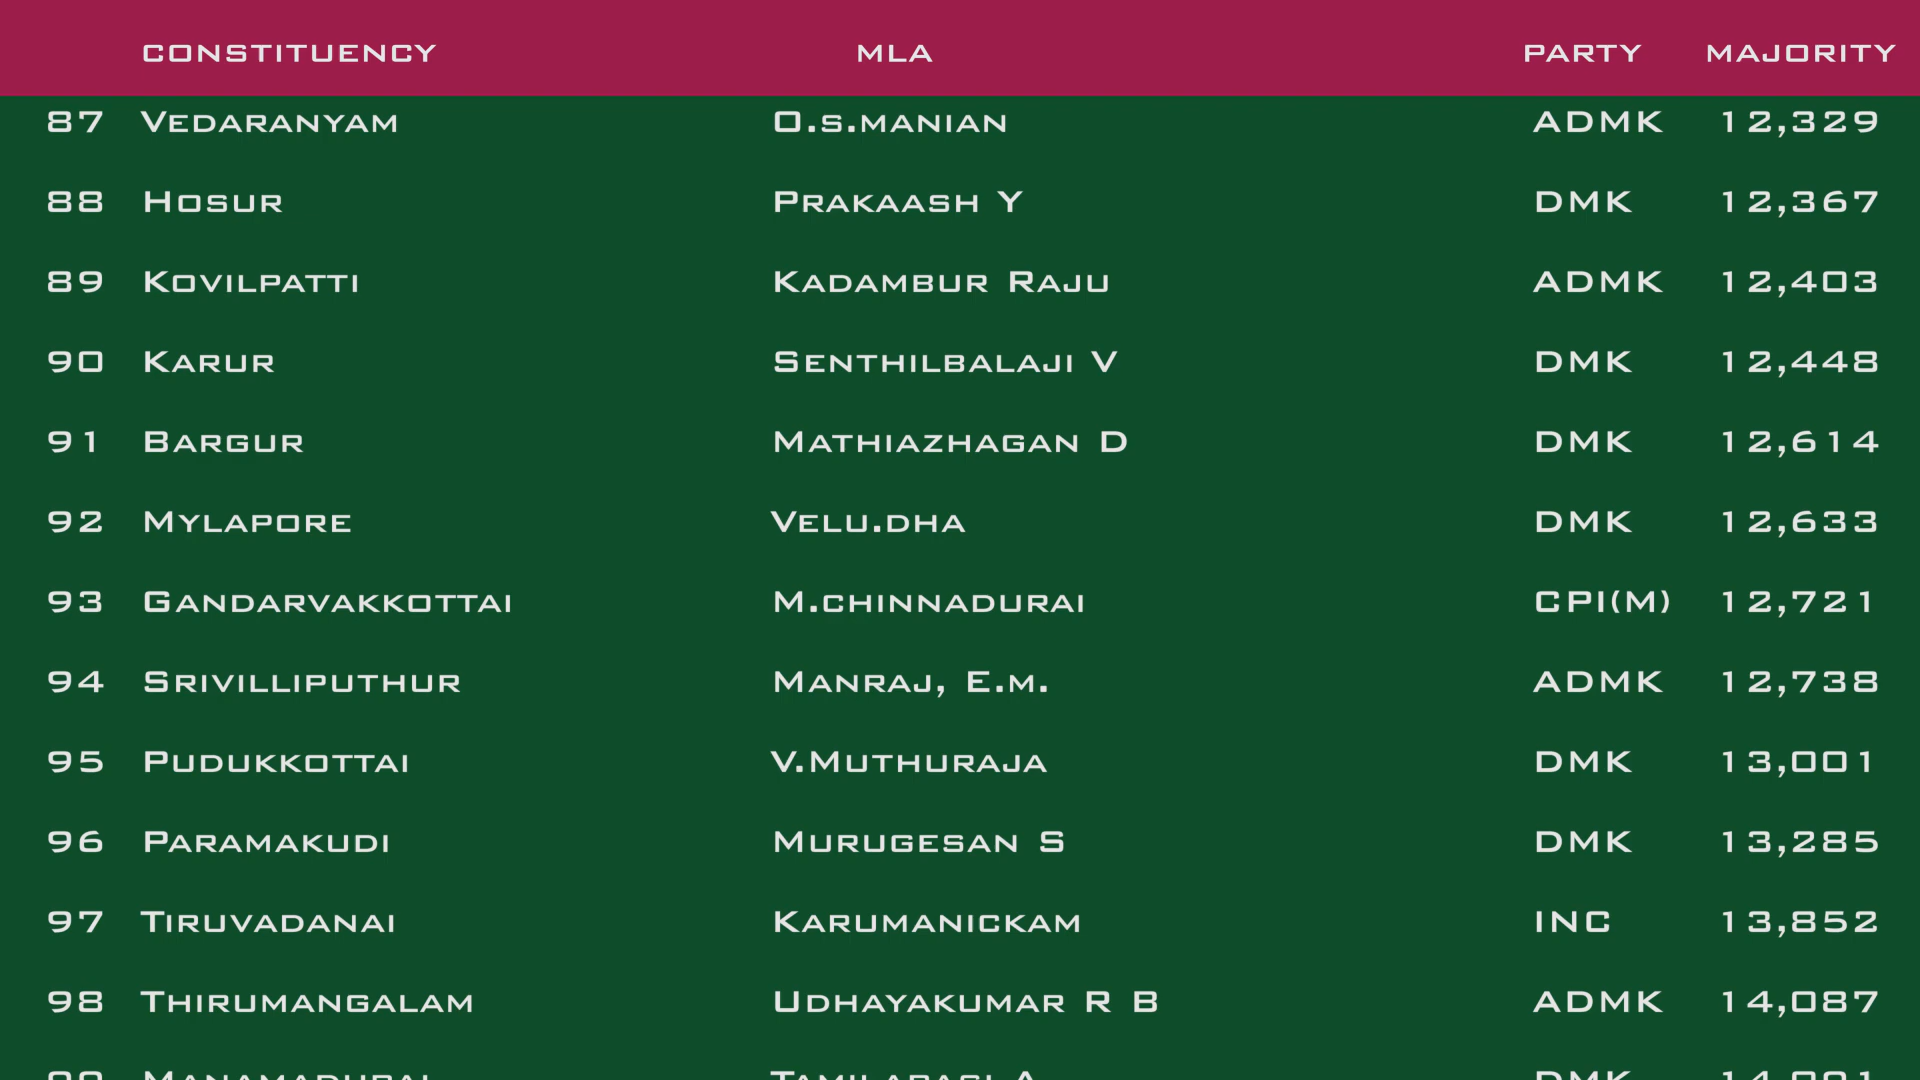 CONSTITUENCY MLA PARTY MAJORITY
87 VEDARANYAM O.S.MANIAN ADMK 12,329
88 HOSUR PRAKAASH Y DMK 12,367
89 KOVILPATTI KADAMBUR RAJU ADMK 12,403
90 KARUR SENTHILBALAJI V DMK 12,448
91 BARGUR MATHIAZHAGAN D DMK 12,614
92 MYLAPORE VELU.DHA DMK 12,633
93 GANDARVAKKOTTAI M.CHINNADURAI CPI(M) 12,721
94 SRIVILLIPUTHUR MANRAJ, E.M. ADMK 12,738
95 PUDUKKOTTAI V.MUTHURAJA DMK 13,001
96 PARAMAKUDI MURUGESAN S DMK 13,285
97 TIRUVADANAI KARUMANICKAM INC 13,852
98 THIRUMANGALAM UDHAYAKUMAR R B ADMK 14,087
MANAMADURAI TAMILARASI A DMK